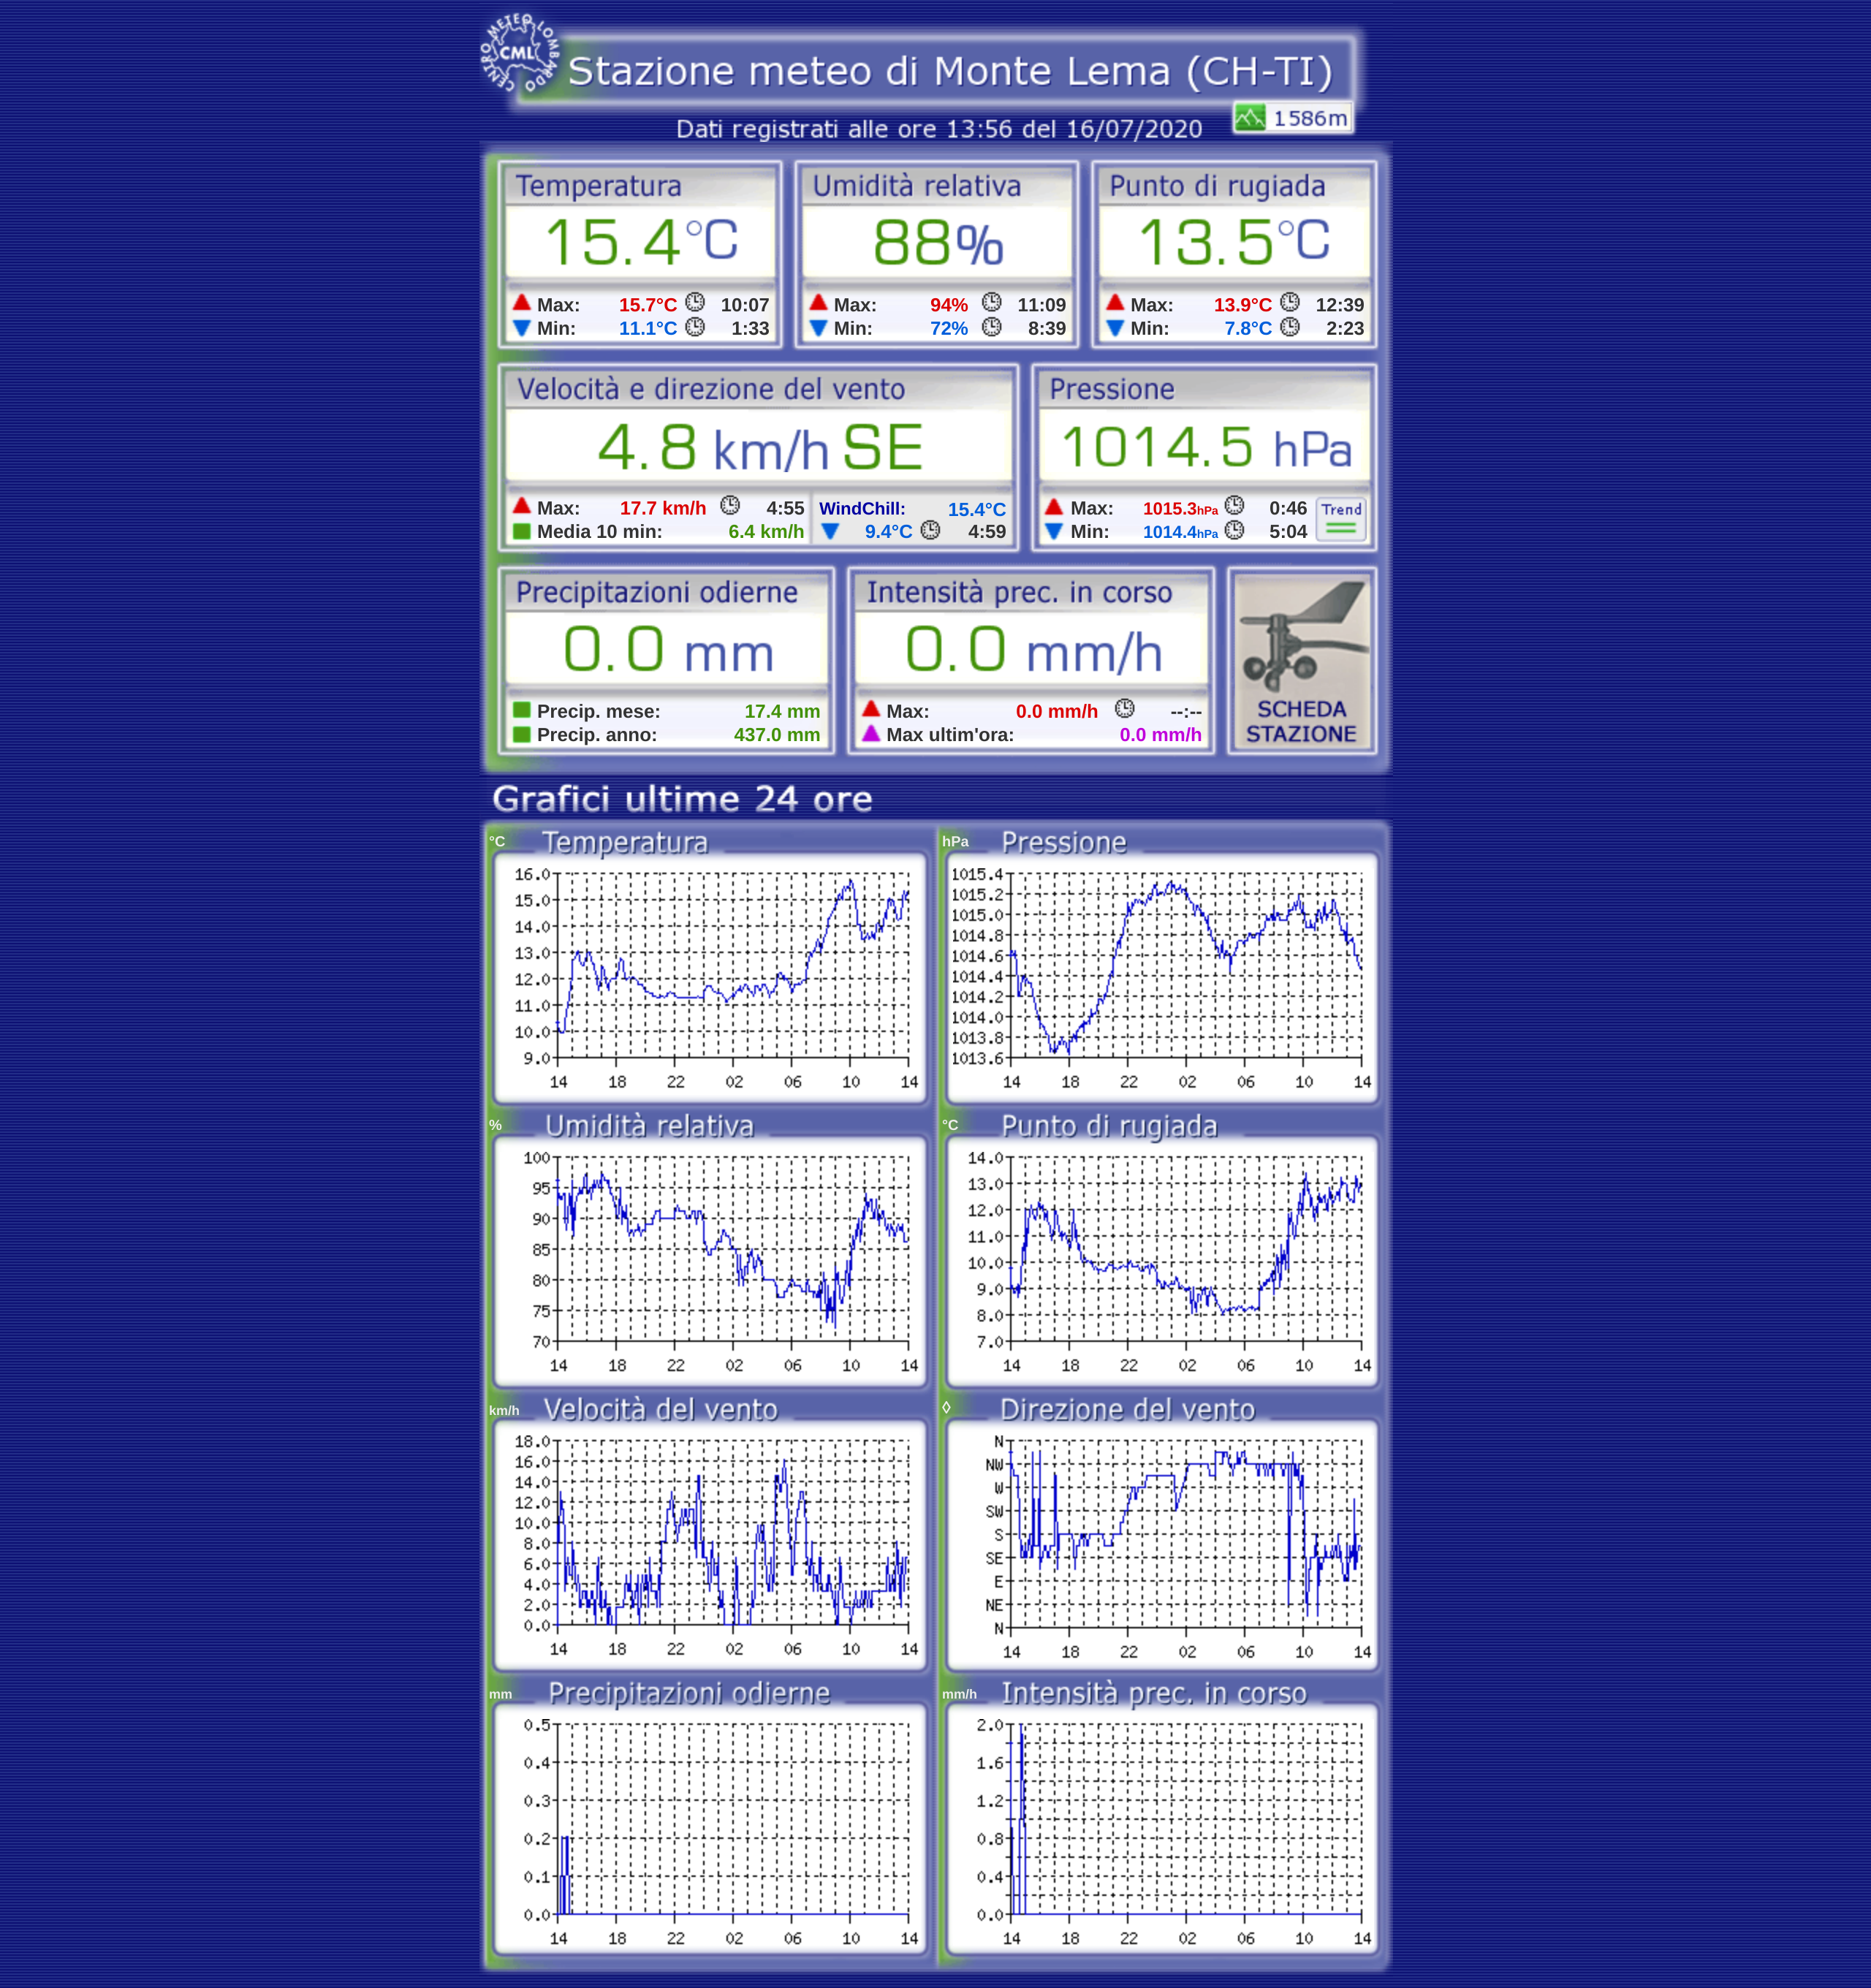 CENTRO METEO LOMBARDO
CML
Stazione meteo di Monte Lema (CH-TI)
1586m
Dati registrati alle ore 13:56 del 16/07/2020
Temperatura Umidità relativa Punto di rugiada
15.4°C 88% 13.5°C
Max: 15.7°C 10:07 Max: 94% 11:09 Max: 13.9°C 12:39
Min: 11.1°C 1:33 Min: 72% 8:39 Min: 7.8°C 2:23
Velocità e direzione del vento Pressione
4.8 km/h SE 1014.5 hPa
Max: 17.7 km/h 4:55 WindChill: 15.4°C Max: 1015.3hPa 0:46 Trend
Media 10 min: 6.4 km/h 9.4°C 4:59 Min: 1014.4hPa 5:04
Precipitazioni odierne Intensità prec. in corso
0.0 mm 0.0 mm/h
Precip. mese: 17.4 mm Max: 0.0 mm/h --:-- SCHEDA
Precip. anno: 437.0 mm Max ultim'ora: 0.0 mm/h STAZIONE
Grafici ultime 24 ore
°C Temperatura
16.0
15.0
14.0
13.0
12.0
11.0
10.0
9.0
14 18 22 02 06 10 14
hPa Pressione
1015.4
1015.2
1015.0
1014.8
1014.6
1014.4
1014.2
1014.0
1013.8
1013.6
14 18 22 02 06 10 14
% Umidità relativa
100
95
90
85
80
75
70
14 18 22 02 06 10 14
°C Punto di rugiada
14.0
13.0
12.0
11.0
10.0
9.0
8.0
7.0
14 18 22 02 06 10 14
km/h Velocità del vento
18.0
16.0
14.0
12.0
10.0
8.0
6.0
4.0
2.0
0.0
14 18 22 02 06 10 14
◊ Direzione del vento
N
NW
W
SW
S
SE
E
NE
N
14 18 22 02 06 10 14
mm Precipitazioni odierne
0.5
0.4
0.3
0.2
0.1
0.0
14 18 22 02 06 10 14
mm/h Intensità prec. in corso
2.0
1.6
1.2
0.8
0.4
0.0
14 18 22 02 06 10 14